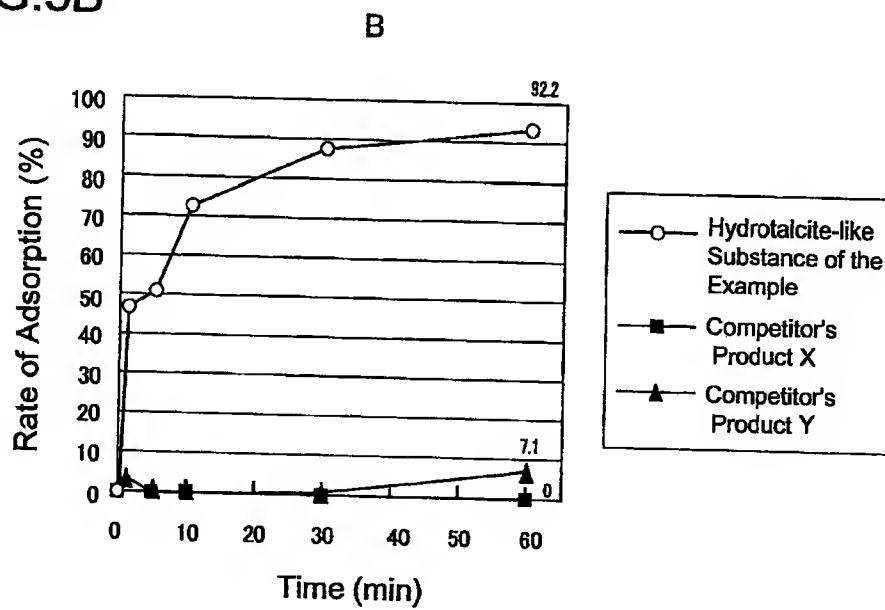 B
92.2
100
90
80
70
60
50
40
30
20
10
0
7.1
0
0 10 20 30 40 50 60
Rate of Adsorption (%)
Time (min)
Hydrotalcite-like
Substance of the
Example
Competitor's
Product X
Competitor's
Product Y